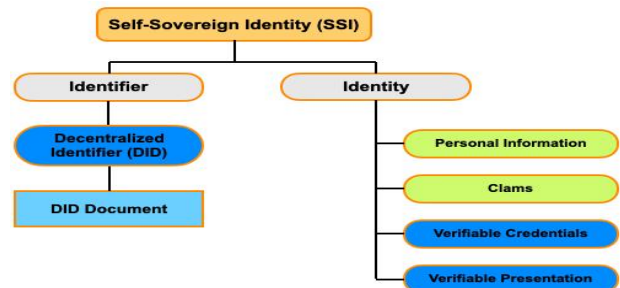 Self-Sovereign Identity (SSI)
Identifier
Identity
Decentralized
Identifier (DID)
DID Document
Personal Information
Clams
Verifiable Credentials
Verifiable Presentation